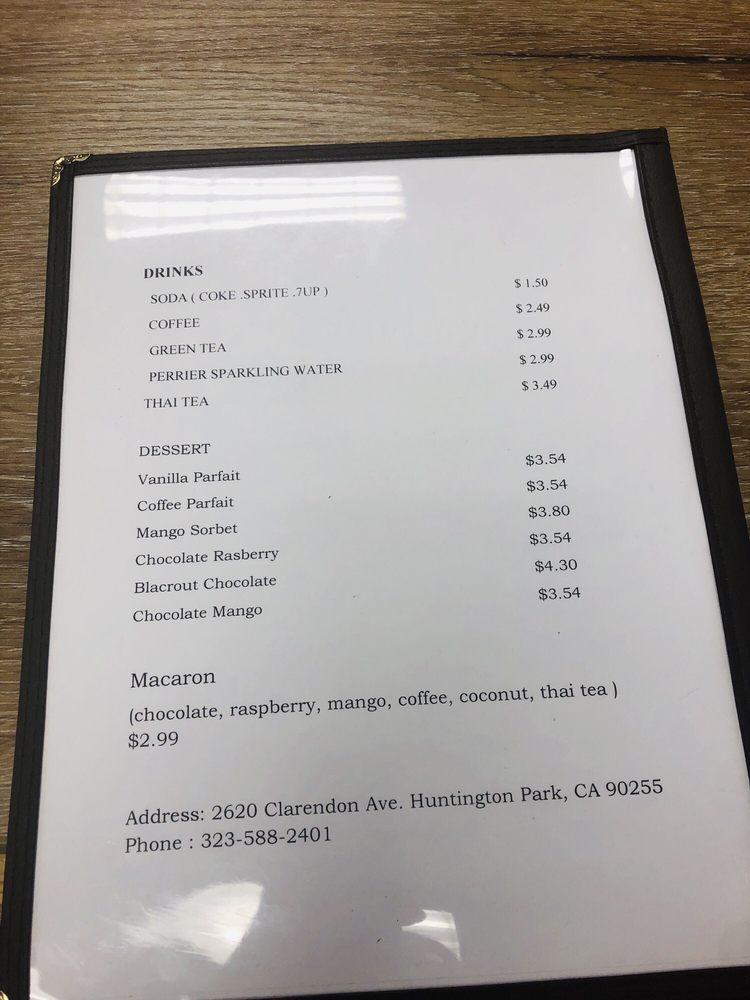 DRINKS
SODA ( COKE .SPRITE .7UP ) $ 1.50
COFFEE $ 2.49
GREEN TEA $ 2.99
PERRIER SPARKLING WATER $ 2.99
THAI TEA $ 3.49
DESSERT
Vanilla Parfait $3.54
Coffee Parfait $3.54
Mango Sorbet $3.80
Chocolate Rasberry $3.54
Blacrout Chocolate $4.30
Chocolate Mango $3.54
Macaron
(chocolate, raspberry, mango, coffee, coconut, thai tea )
$2.99
Address: 2620 Clarendon Ave. Huntington Park, CA 90255
Phone : 323-588-2401